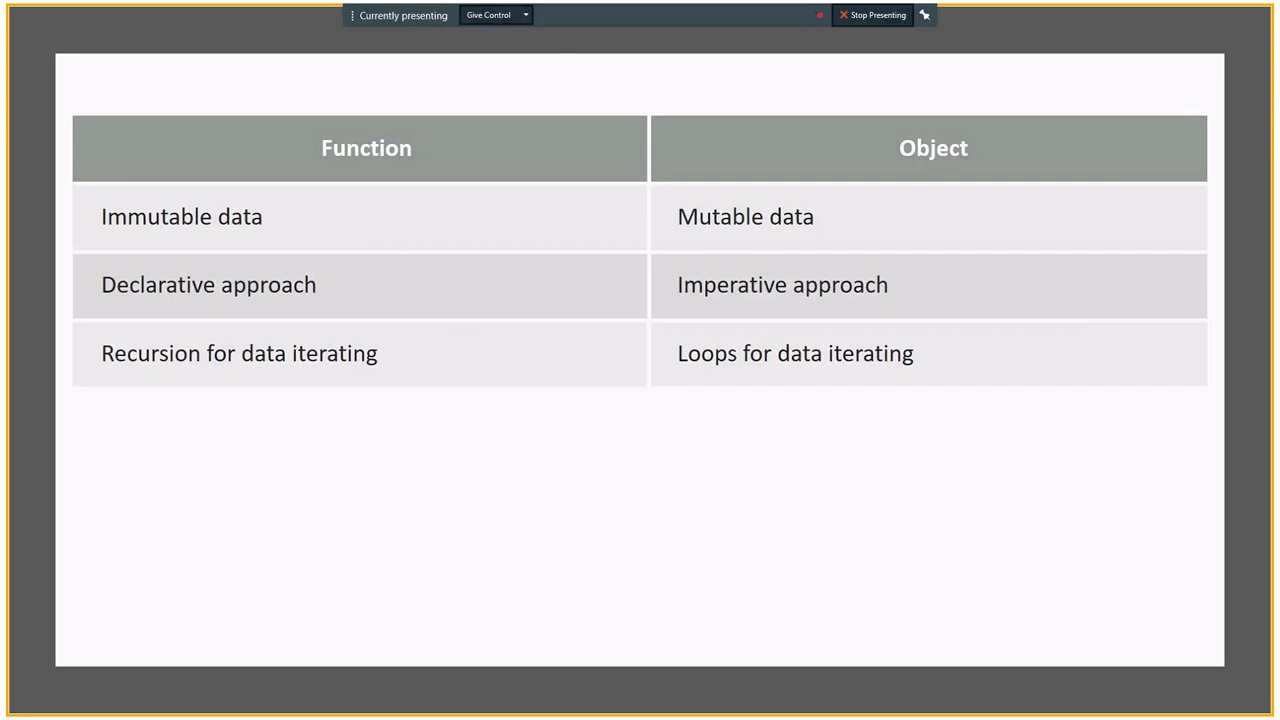 Currently presenting Give Control Stop Presenting
Function Object
Immutable data Mutable data
Declarative approach Imperative approach
Recursion for data iterating Loops for data iterating